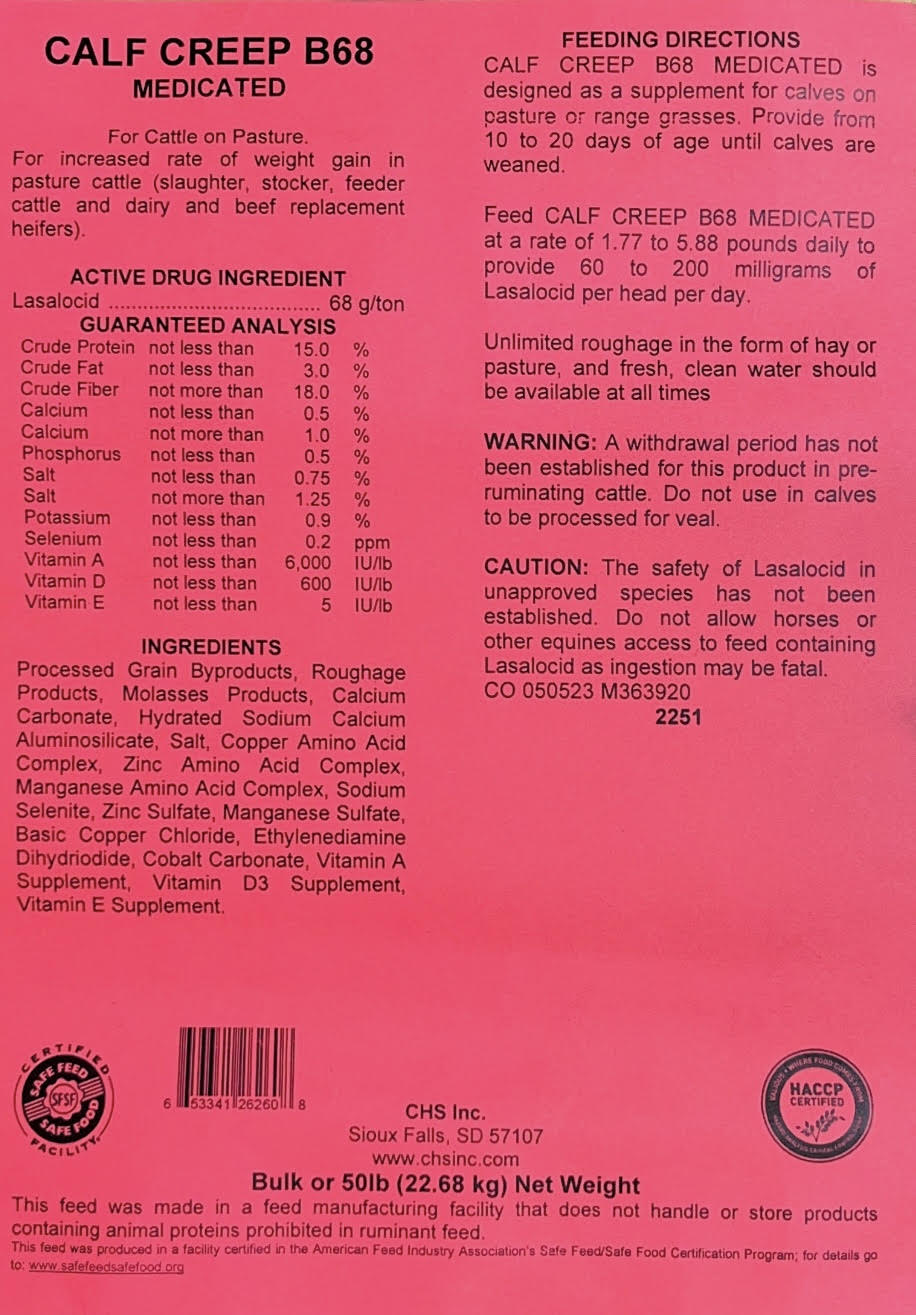 CALF CREEP B68
MEDICATED
For Cattle on Pasture.
For increased rate of weight gain in
pasture cattle (slaughter, stocker, feeder
cattle and dairy and beef replacement
heifers).
ACTIVE DRUG INGREDIENT
Lasalocid ................................. 68 g/ton
GUARANTEED ANALYSIS
Crude Protein not less than 15.0 %
Crude Fat not less than 3.0 %
Crude Fiber not more than 18.0 %
Calcium not less than 0.5 %
Calcium not more than 1.0 %
Phosphorus not less than 0.5 %
Salt not less than 0.75 %
Salt not more than 1.25 %
Potassium not less than 0.9 %
Selenium not less than 0.2 ppm
Vitamin A not less than 6,000 IU/lb
Vitamin D not less than 600 IU/lb
Vitamin E not less than 5 IU/lb
INGREDIENTS
Processed Grain Byproducts, Roughage
Products, Molasses Products, Calcium
Carbonate, Hydrated Sodium Calcium
Aluminosilicate, Salt, Copper Amino Acid
Complex, Zinc Amino Acid Complex,
Manganese Amino Acid Complex, Sodium
Selenite, Zinc Sulfate, Manganese Sulfate,
Basic Copper Chloride, Ethylenediamine
Dihydriodide, Cobalt Carbonate, Vitamin A
Supplement, Vitamin D3 Supplement,
Vitamin E Supplement.
FEEDING DIRECTIONS
CALF CREEP B68 MEDICATED is
designed as a supplement for calves on
pasture or range grasses. Provide from
10 to 20 days of age until calves are
weaned.
Feed CALF CREEP B68 MEDICATED
at a rate of 1.77 to 5.88 pounds daily to
provide 60 to 200 milligrams of
Lasalocid per head per day.
Unlimited roughage in the form of hay or
pasture, and fresh, clean water should
be available at all times
WARNING: A withdrawal period has not
been established for this product in pre-
ruminating cattle. Do not use in calves
to be processed for veal.
CAUTION: The safety of Lasalocid in
unapproved species has not been
established. Do not allow horses or
other equines access to feed containing
Lasalocid as ingestion may be fatal.
CO 050523 M363920
2251
CERTIFIED
SAFE FEED
SFSF
SAFE FOOD
FACILITY
6 53341 26260 8
HACCP
CERTIFIED
CHS Inc.
Sioux Falls, SD 57107
www.chsinc.com
Bulk or 50lb (22.68 kg) Net Weight
This feed was made in a feed manufacturing facility that does not handle or store products
containing animal proteins prohibited in ruminant feed.
This feed was produced in a facility certified in the American Feed Industry Association's Safe Feed/Safe Food Certification Program; for details go
to: www.safefeedsafefood.org